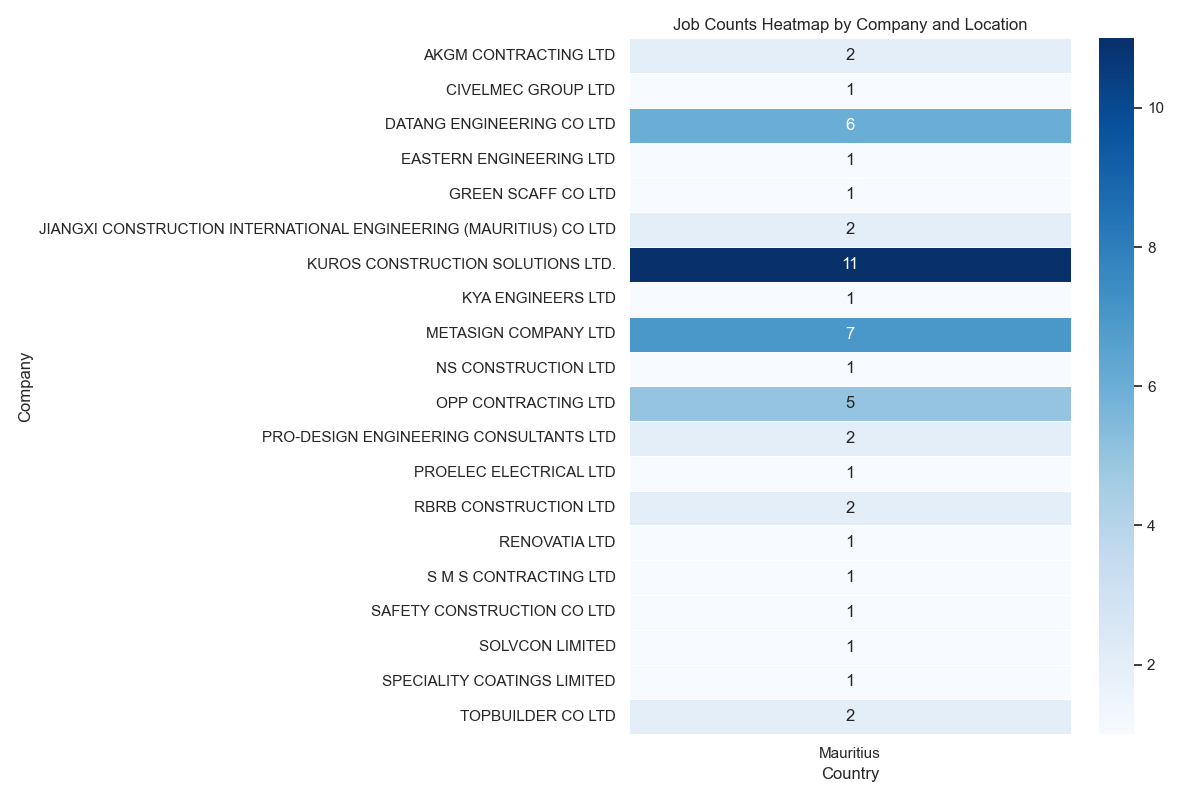 Job Counts Heatmap by Company and Location
AKGM CONTRACTING LTD 2
CIVELMEC GROUP LTD 1
DATANG ENGINEERING CO LTD 6
EASTERN ENGINEERING LTD 1
GREEN SCAFF CO LTD 1
JIANGXI CONSTRUCTION INTERNATIONAL ENGINEERING (MAURITIUS) CO LTD 2
KUROS CONSTRUCTION SOLUTIONS LTD. 11
KYA ENGINEERS LTD 1
METASIGN COMPANY LTD 7
NS CONSTRUCTION LTD 1
OPP CONTRACTING LTD 5
PRO-DESIGN ENGINEERING CONSULTANTS LTD 2
PROELEC ELECTRICAL LTD 1
RBRB CONSTRUCTION LTD 2
RENOVATIA LTD 1
S M S CONTRACTING LTD 1
SAFETY CONSTRUCTION CO LTD 1
SOLVCON LIMITED 1
SPECIALITY COATINGS LIMITED 1
TOPBUILDER CO LTD 2
Company
Mauritius
Country
10
8
6
4
2